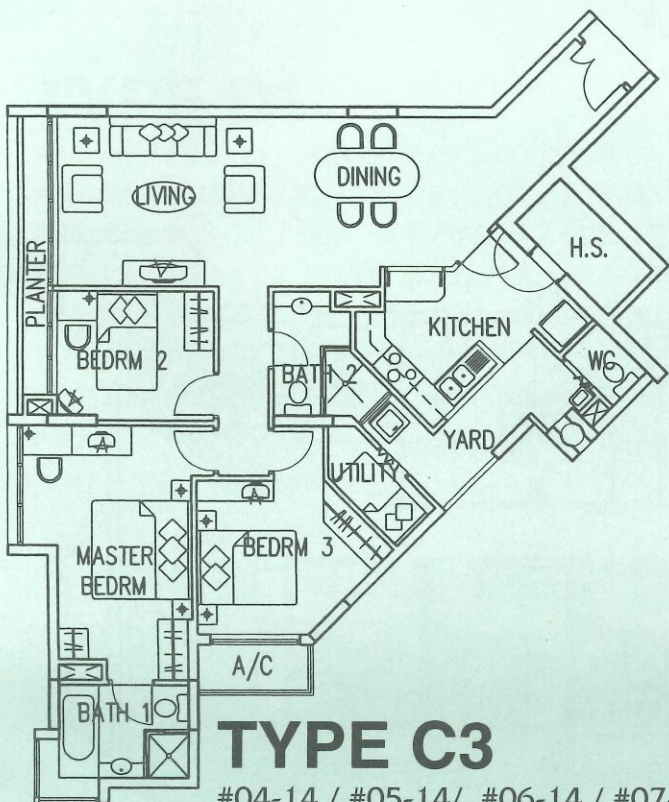 LIVING
DINING
PLANTER
H.S.
KITCHEN
BEDRM 2
BATH 2
WC
YARD
UTILITY
MASTER
BEDRM
BEDRM 3
A/C
BATH 1
TYPE C3
#04-14 / #05-14/ #06-14 / #07